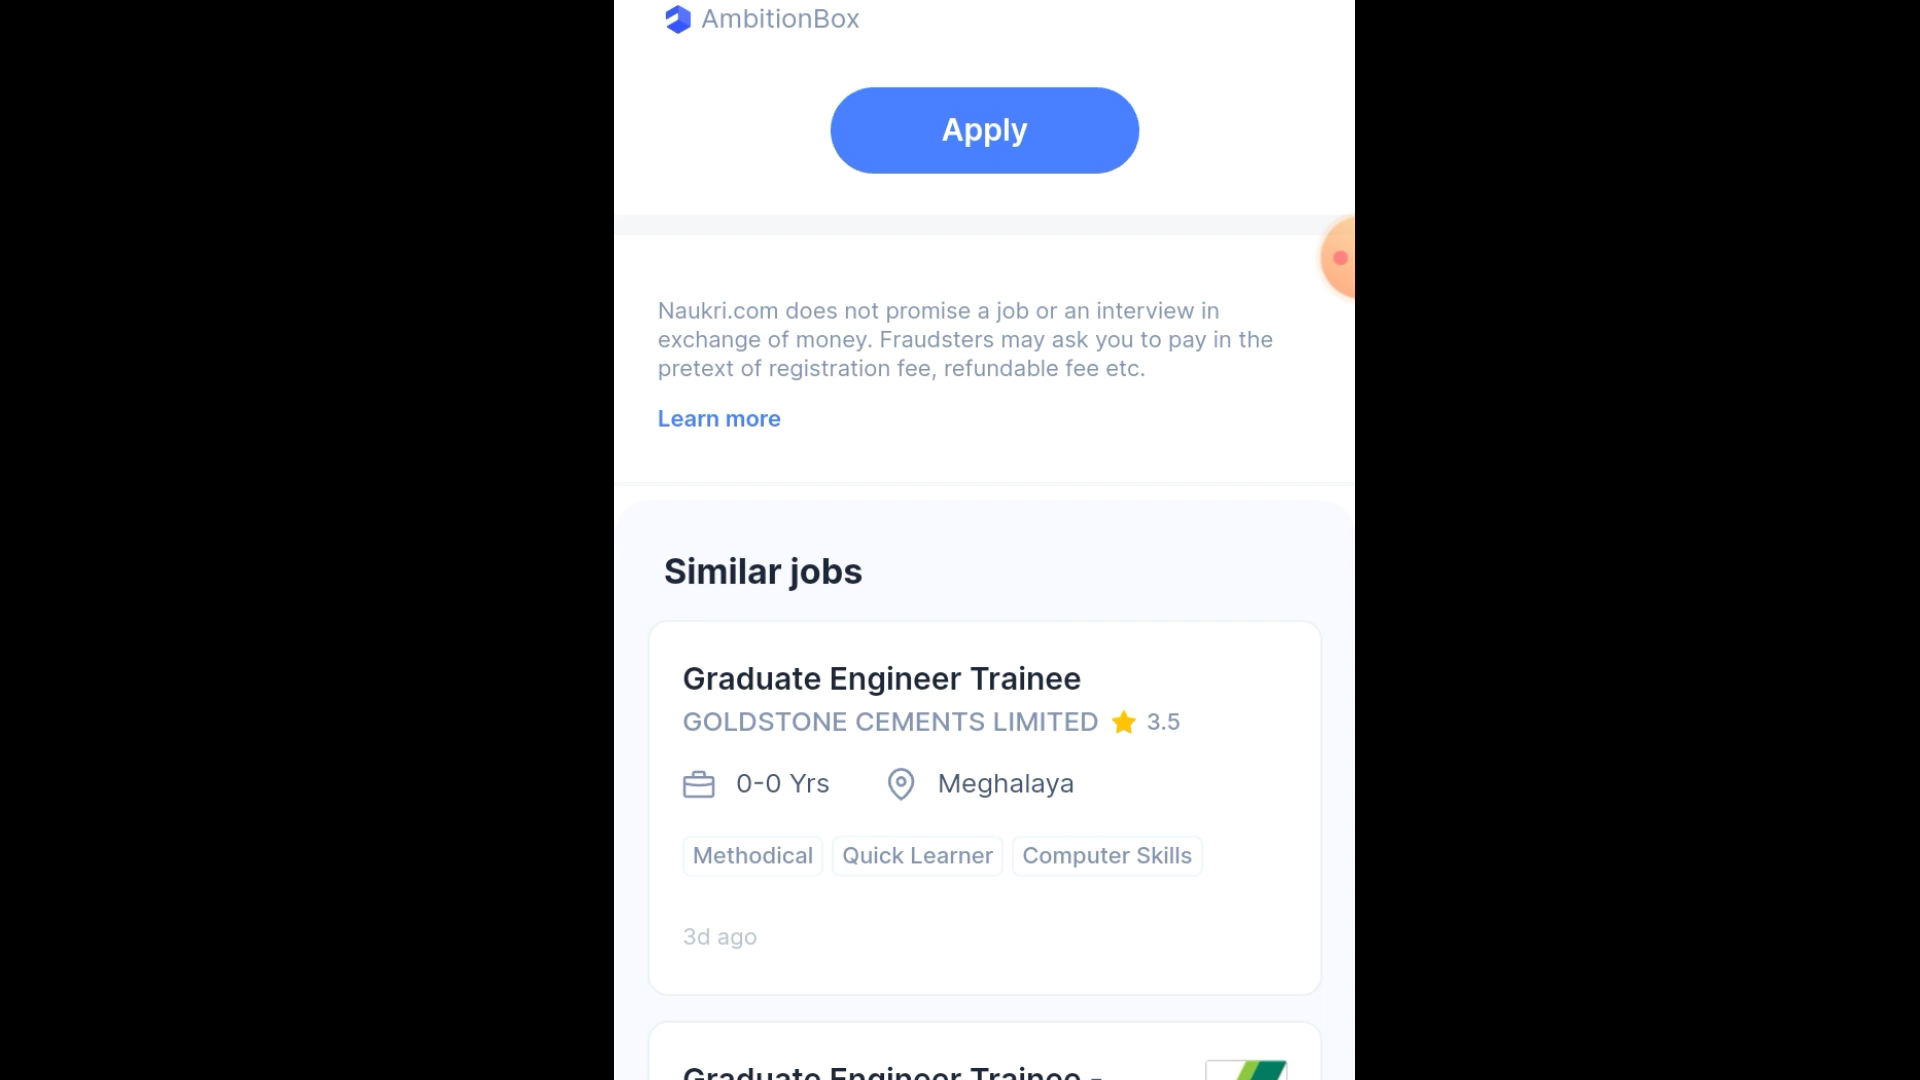 AmbitionBox
Apply
Naukri.com does not promise a job or an interview in
exchange of money. Fraudsters may ask you to pay in the
pretext of registration fee, refundable fee etc.
Learn more
Similar jobs
Graduate Engineer Trainee
GOLDSTONE CEMENTS LIMITED 3.5
0-0 Yrs Meghalaya
Methodical Quick Learner Computer Skills
3d ago
Graduate Engineer Trainee -